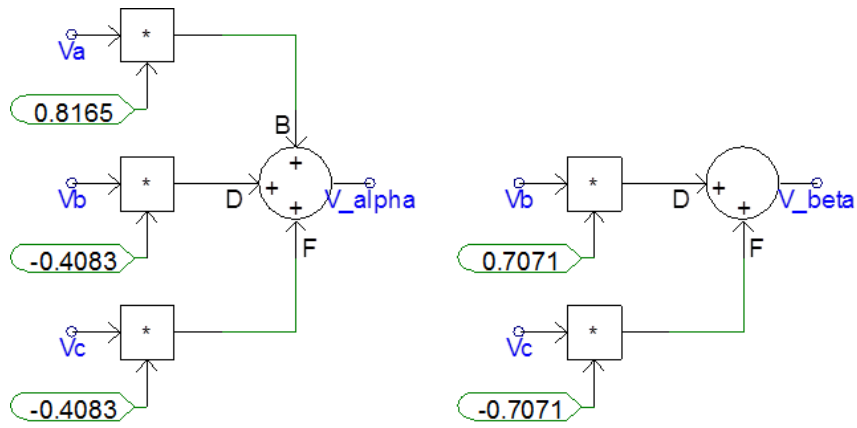 *
Va
0.8165
B
+
*
Vb
D
+
+
V_alpha
-0.4083
F
*
Vc
-0.4083
*
Vb
D
+
+
V_beta
0.7071
F
*
Vc
-0.7071